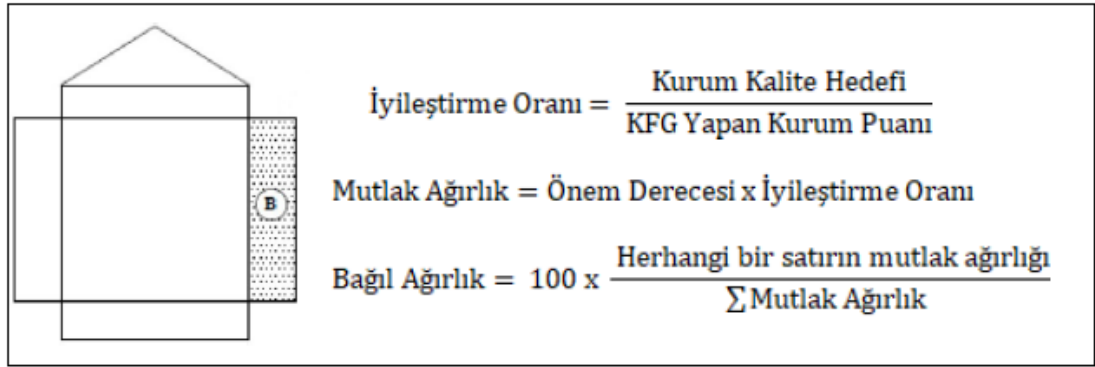 B
İyileştirme Oranı = Kurum Kalite Hedefi / KFG Yapan Kurum Puanı
Mutlak Ağırlık = Önem Derecesi x İyileştirme Oranı
Bağıl Ağırlık = 100 x Herhangi bir satırın mutlak ağırlığı / ∑Mutlak Ağırlık